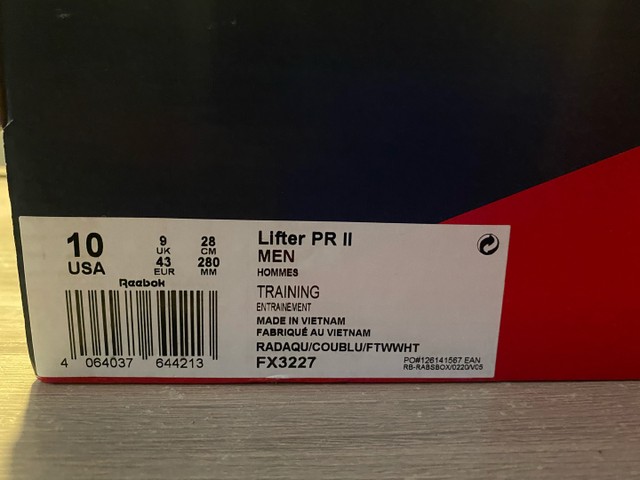 10
USA
9
UK
43
EUR
28
CM
280
MM
Reebok
4 064037 644213
Lifter PR II
MEN
HOMMES
TRAINING
ENTRAINEMENT
MADE IN VIETNAM
FABRIQUÉ AU VIETNAM
RADAQU/COUBLU/FTWWHT
FX3227
PO#126141567 EAN
RB-RABSBOX/0220/V05